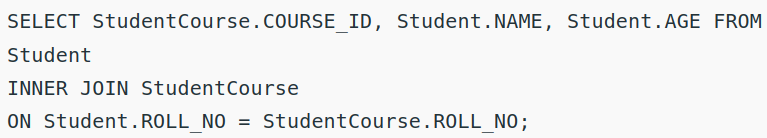 SELECT StudentCourse.COURSE_ID, Student.NAME, Student.AGE FROM
Student
INNER JOIN StudentCourse
ON Student.ROLL_NO = StudentCourse.ROLL_NO;